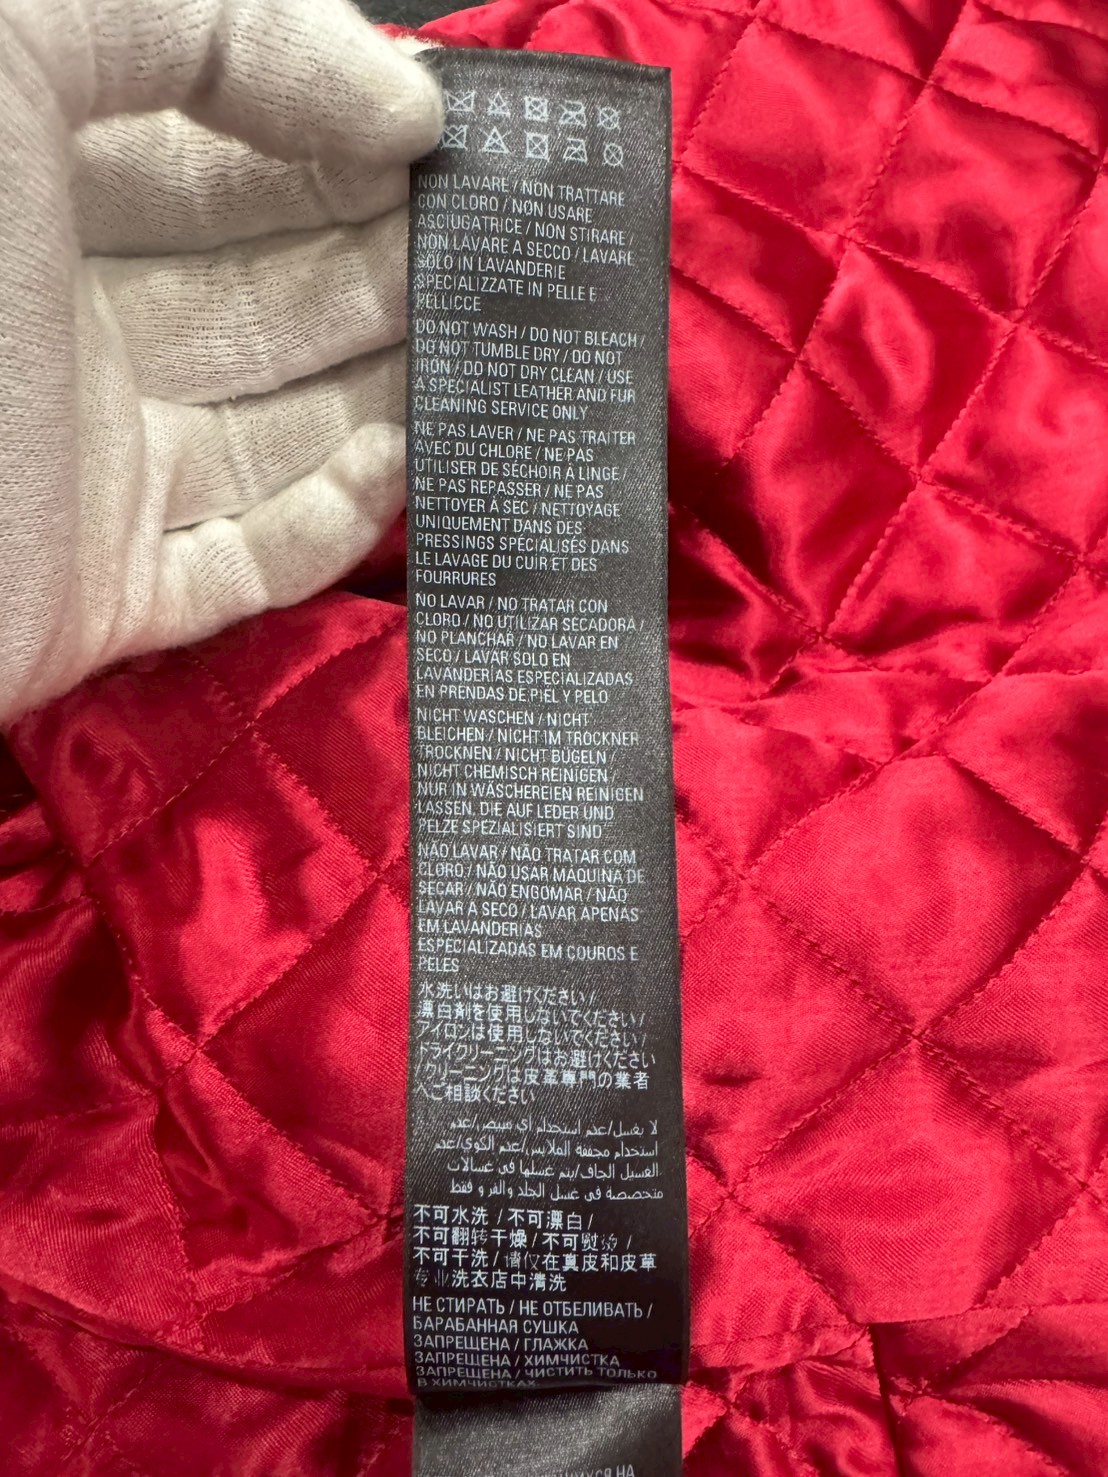 NON LAVARE / NON TRATTARE
CON CLORO / NON USARE
ASCIUGATRICE / NON STIRARE /
NON LAVARE A SECCO / LAVARE
SOLO IN LAVANDERIE
SPECIALIZZATE IN PELLE E
PELLICCE
DO NOT WASH / DO NOT BLEACH /
DO NOT TUMBLE DRY / DO NOT
IRON / DO NOT DRY CLEAN / USE
A SPECIALIST LEATHER AND FUR
CLEANING SERVICE ONLY
NE PAS LAVER / NE PAS TRAITER
AVEC DU CHLORE / NE PAS
UTILISER DE SÉCHOIR À LINGE /
NE PAS REPASSER / NE PAS
NETTOYER À SEC / NETTOYAGE
UNIQUEMENT DANS DES
PRESSINGS SPÉCIALISÉS DANS
LE LAVAGE DU CUIR ET DES
FOURRURES
NO LAVAR / NO TRATAR CON
CLORO / NO UTILIZAR SECADORA /
NO PLANCHAR / NO LAVAR EN
SECO / LAVAR SOLO EN
LAVANDERÍAS ESPECIALIZADAS
EN PRENDAS DE PIEL Y PELO
NICHT WASCHEN / NICHT
BLEICHEN / NICHT IM TROCKNER
TROCKNEN / NICHT BÜGELN /
NICHT CHEMISCH REINIGEN /
NUR IN WÄSCHEREIEN REINIGEN
LASSEN, DIE AUF LEDER UND
PELZE SPEZIALISIERT SIND
NÃO LAVAR / NÃO TRATAR COM
CLORO / NÃO USAR MÁQUINA DE
SECAR / NÃO ENGOMAR / NÃO
LAVAR A SECO / LAVAR APENAS
EM LAVANDERIAS
ESPECIALIZADAS EM COUROS E
PELES
水洗いはお避けください /
漂白剤を使用しないでください /
アイロンは使用しないでください /
ドライクリーニングはお避けください
/ クリーニングは皮革専門の業者
へご相談ください
لا يغسل/عدم استخدام أي مبيض/عدم
استخدام مجففة الملابس/عدم الكوي/عدم
الغسيل الجاف/يتم غسلها في غسالات
متخصصة في غسل الجلد والفرو فقط
不可水洗 / 不可漂白 /
不可翻转干燥 / 不可熨烫 /
不可干洗 / 请仅在真皮和皮革
专业洗衣店中清洗
НЕ СТИРАТЬ / НЕ ОТБЕЛИВАТЬ /
БАРАБАННАЯ СУШКА
ЗАПРЕЩЕНА / ГЛАЖКА
ЗАПРЕЩЕНА / ХИМЧИСТКА
ЗАПРЕЩЕНА / ЧИСТИТЬ ТОЛЬКО
В ХИМЧИСТКАХ,
НА